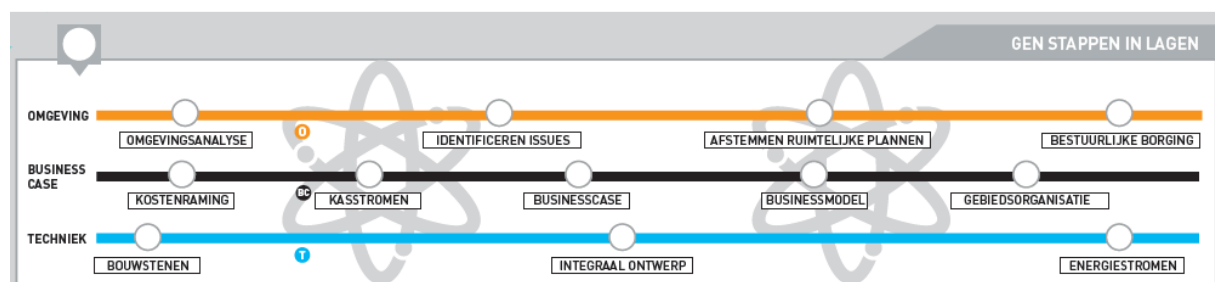 GEN STAPPEN IN LAGEN
OMGEVING
OMGEVINGSANALYSE
O
IDENTIFICEREN ISSUES
AFSTEMMEN RUIMTELIJKE PLANNEN
BESTUURLIJKE BORGING
BUSINESS
CASE
KOSTENRAMING
BC
KASSTROMEN
BUSINESSCASE
BUSINESSMODEL
GEBIEDSORGANISATIE
TECHNIEK
BOUWSTENEN
T
INTEGRAAL ONTWERP
ENERGIESTROMEN